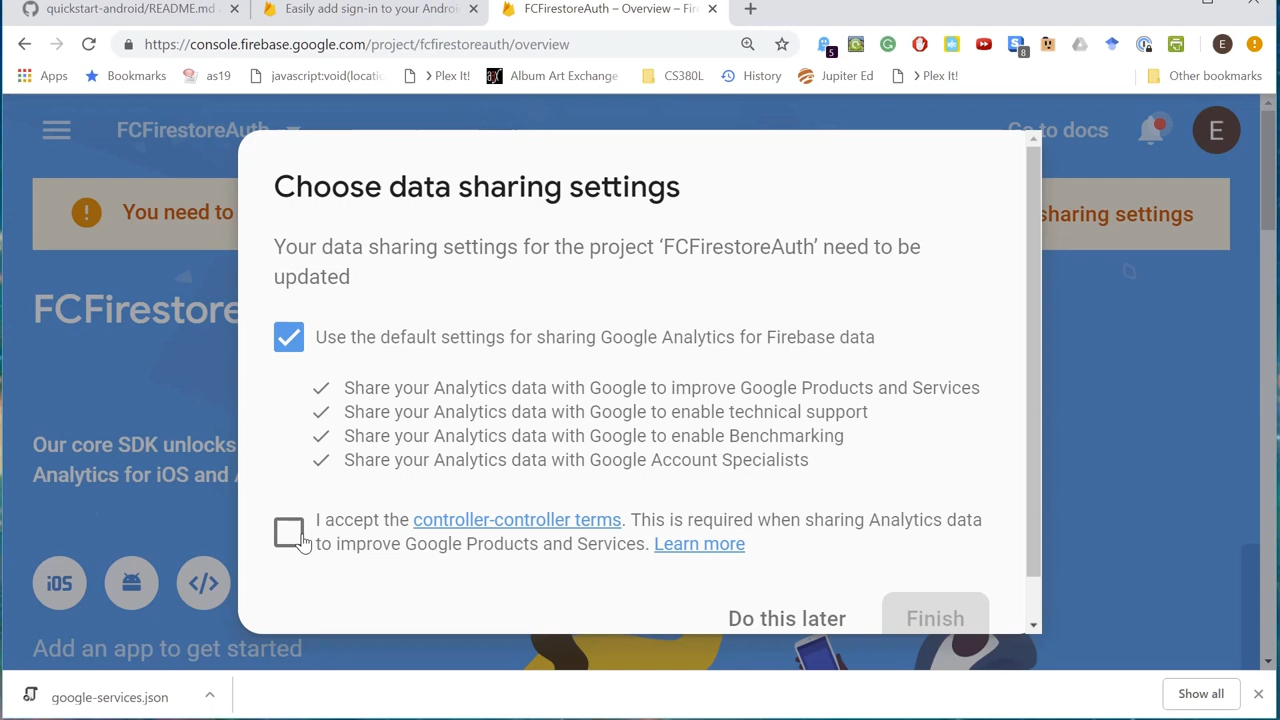 quickstart-android/README.md
Easily add sign-in to your Androi
FCFirestoreAuth – Overview – Fire
https://console.firebase.google.com/project/fcfirestoreauth/overview
5
8
E
Apps
Bookmarks
as19
javascript:void(locatio
> Plex It!
Album Art Exchange
CS380L
History
Jupiter Ed
> Plex It!
Other bookmarks
FCFirestoreAuth
Go to docs
E
You need to
sharing settings
Choose data sharing settings
Your data sharing settings for the project ‘FCFirestoreAuth’ need to be
updated
FCFirestore
Use the default settings for sharing Google Analytics for Firebase data
Share your Analytics data with Google to improve Google Products and Services
Share your Analytics data with Google to enable technical support
Share your Analytics data with Google to enable Benchmarking
Share your Analytics data with Google Account Specialists
Our core SDK unlocks
Analytics for iOS and A
I accept the controller-controller terms. This is required when sharing Analytics data
to improve Google Products and Services. Learn more
iOS
</>
Do this later
Finish
Add an app to get started
google-services.json
Show all